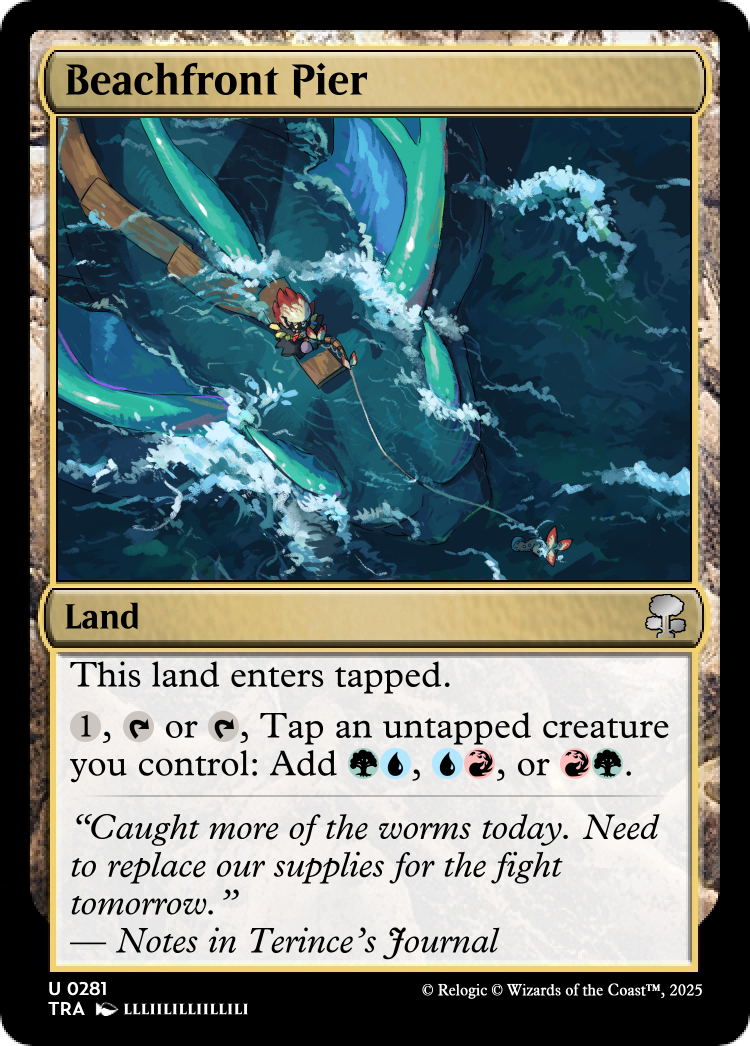 Beachfront Pier
Land
This land enters tapped.
1, or , Tap an untapped creature
you control: Add , , or .
“Caught more of the worms today. Need
to replace our supplies for the fight
tomorrow.”
— Notes in Terince’s Journal
U 0281
© Relogic © Wizards of the Coast™, 2025
TRA LLLIILILLIILLILI